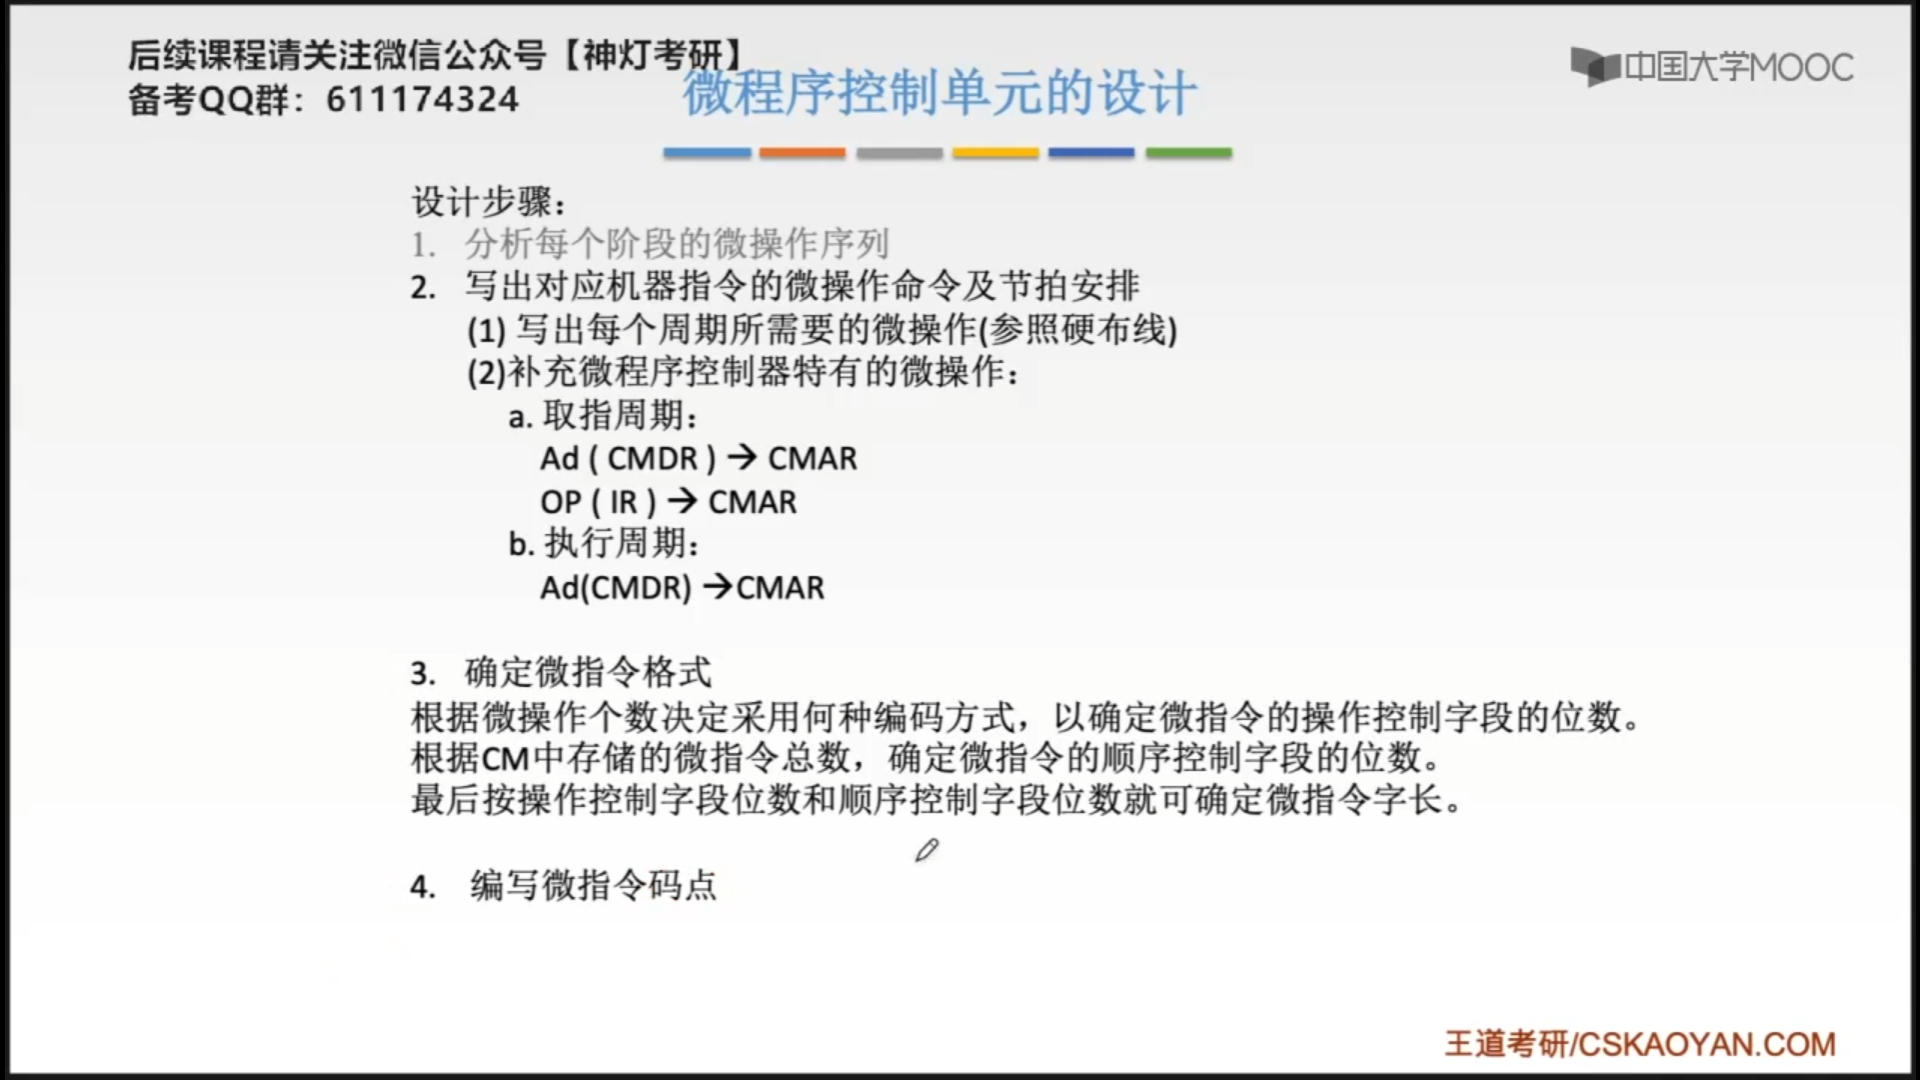 后续课程请关注微信公众号【神灯考研】
备考QQ群：611174324
中国大学MOOC
微程序控制单元的设计
设计步骤：
1. 分析每个阶段的微操作序列
2. 写出对应机器指令的微操作命令及节拍安排
(1) 写出每个周期所需要的微操作(参照硬布线)
(2)补充微程序控制器特有的微操作：
a. 取指周期：
Ad ( CMDR ) → CMAR
OP ( IR ) → CMAR
b. 执行周期：
Ad(CMDR) →CMAR
3. 确定微指令格式
根据微操作个数决定采用何种编码方式，以确定微指令的操作控制字段的位数。
根据CM中存储的微指令总数，确定微指令的顺序控制字段的位数。
最后按操作控制字段位数和顺序控制字段位数就可确定微指令字长。
4. 编写微指令码点
王道考研/CSKAOYAN.COM